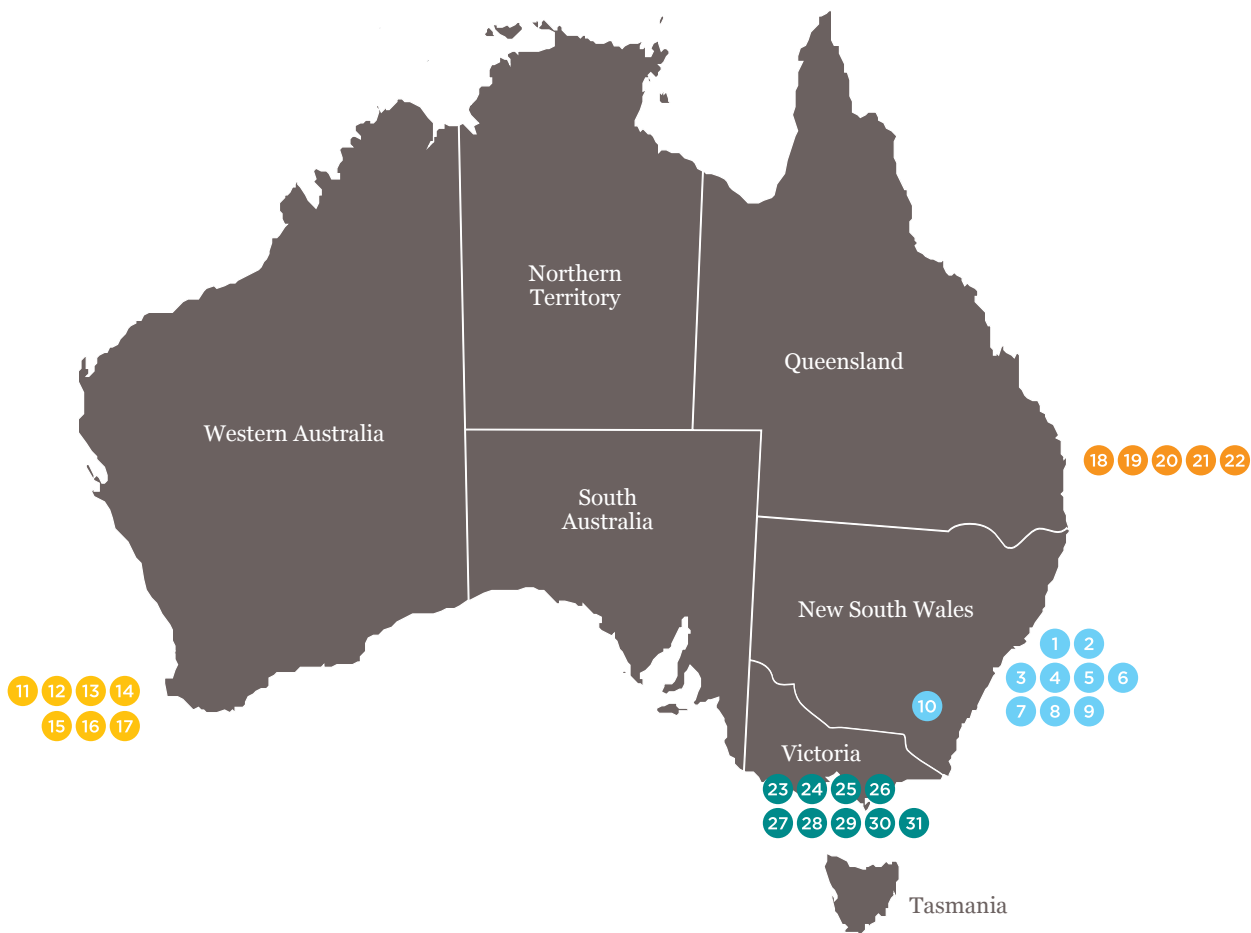 Northern
Territory
Queensland
Western Australia
18 19 20 21 22
South
Australia
New South Wales
1 2
3 4 5 6
11 12 13 14
10
7 8 9
15 16 17
Victoria
23 24 25 26
27 28 29 30 31
Tasmania